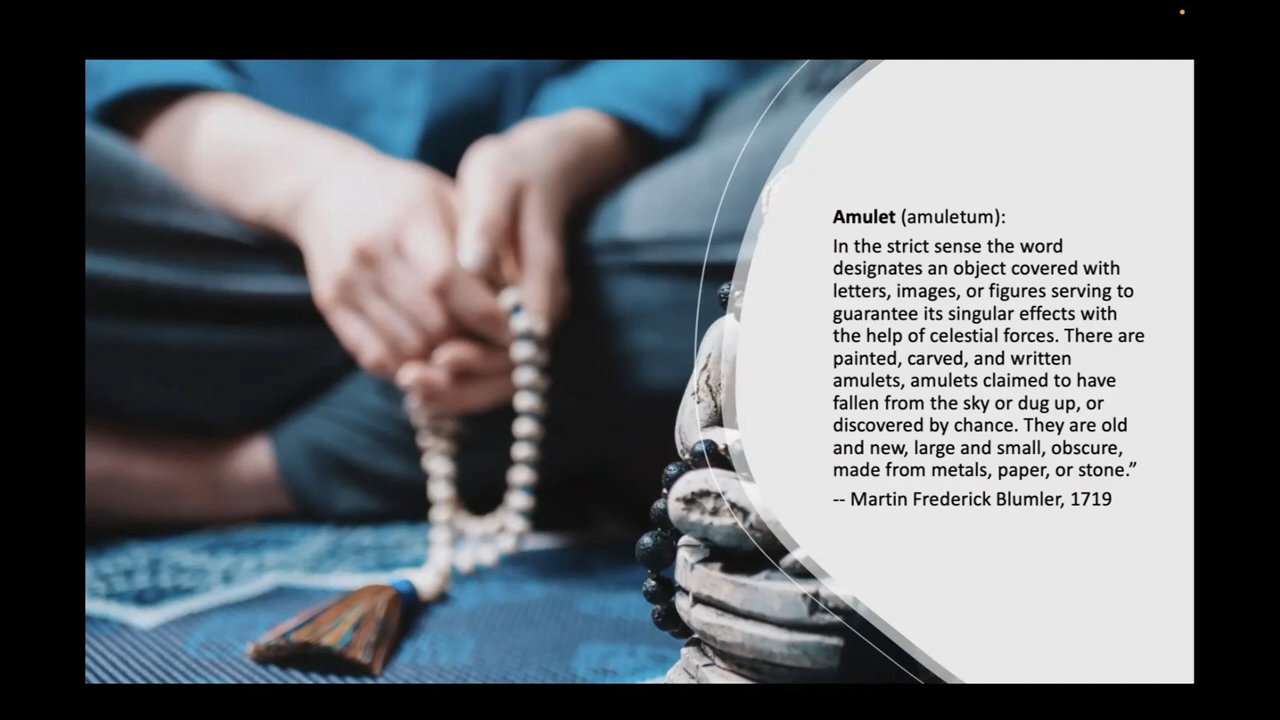 Amulet (amuletum):
In the strict sense the word
designates an object covered with
letters, images, or figures serving to
guarantee its singular effects with
the help of celestial forces. There are
painted, carved, and written
amulets, amulets claimed to have
fallen from the sky or dug up, or
discovered by chance. They are old
and new, large and small, obscure,
made from metals, paper, or stone.”
-- Martin Frederick Blumler, 1719